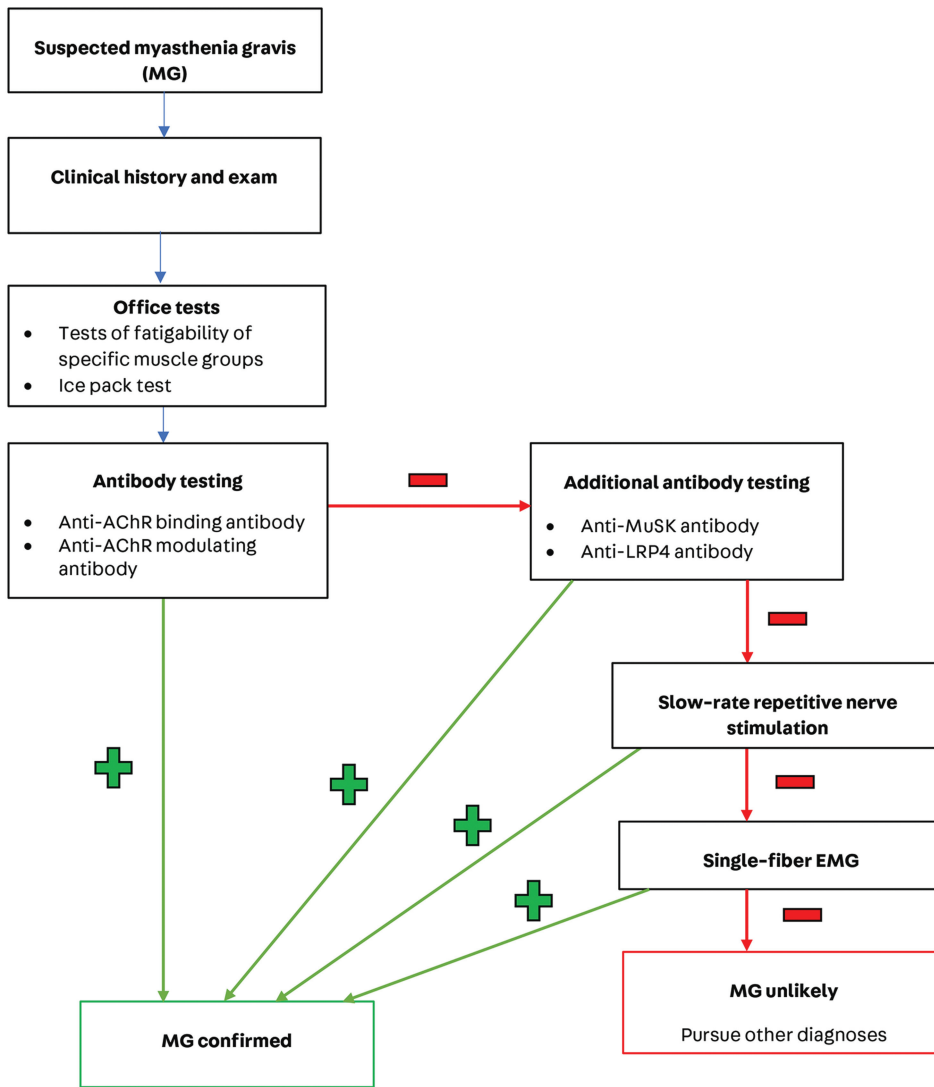 Suspected myasthenia gravis
(MG)
Clinical history and exam
Office tests
• Tests of fatigability of
specific muscle groups
• Ice pack test
Antibody testing
• Anti-AChR binding antibody
• Anti-AChR modulating
antibody
Additional antibody testing
• Anti-MuSK antibody
• Anti-LRP4 antibody
Slow-rate repetitive nerve
stimulation
Single-fiber EMG
MG unlikely
Pursue other diagnoses
MG confirmed